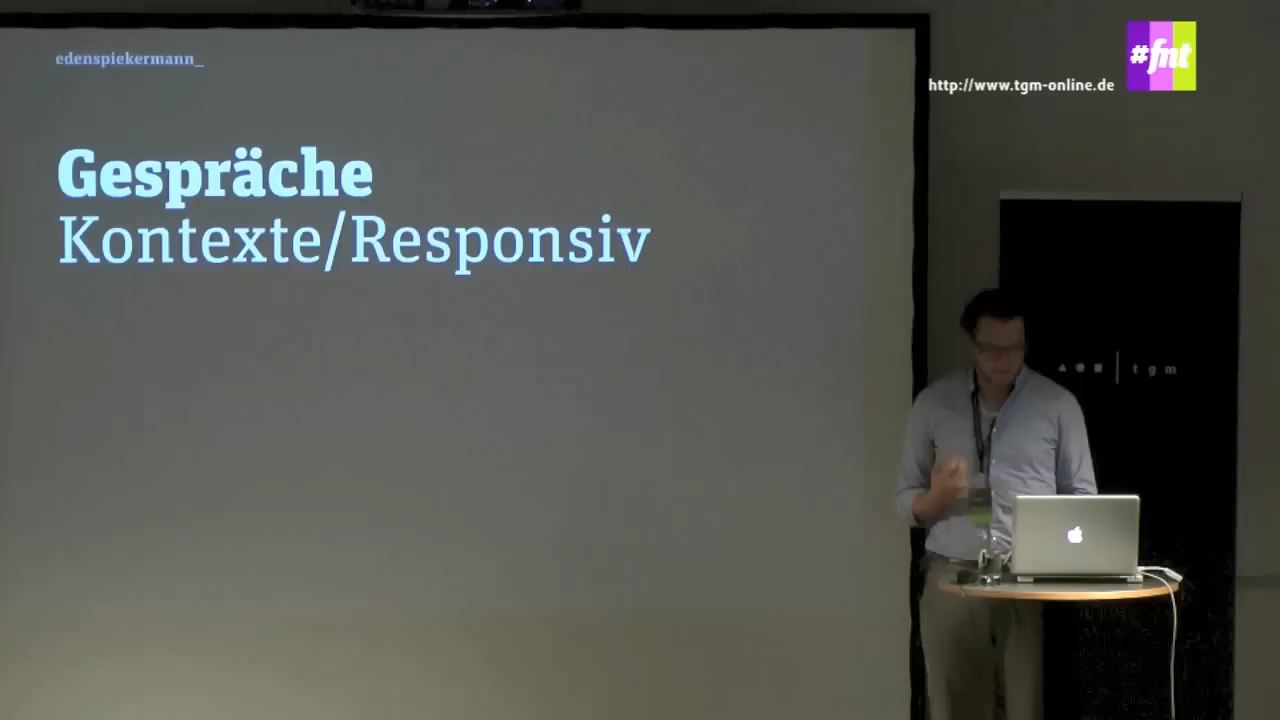 edenspiekermann_
#fnt
http://www.tgm-online.de
Gespräche
Kontexte/Responsiv
tgm